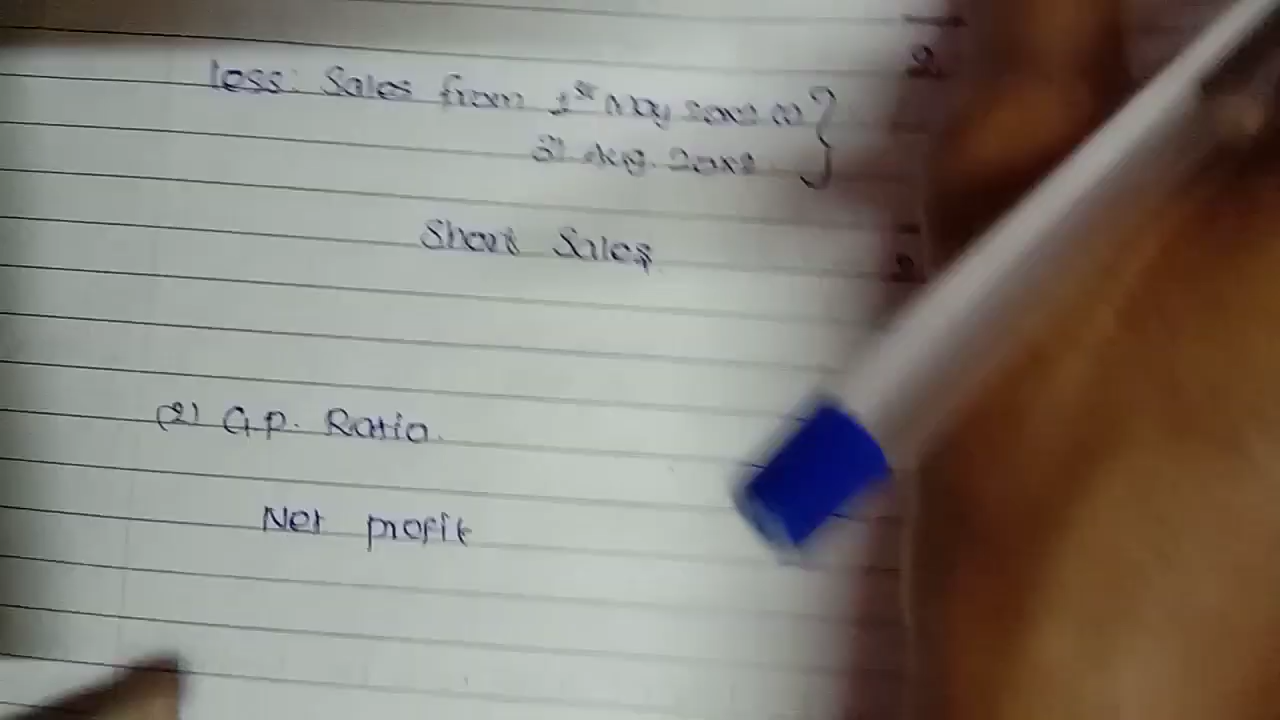 less: Sales from 1st May
31 Aug.
Short Sales
(2) G.P. Ratio.
Net profit